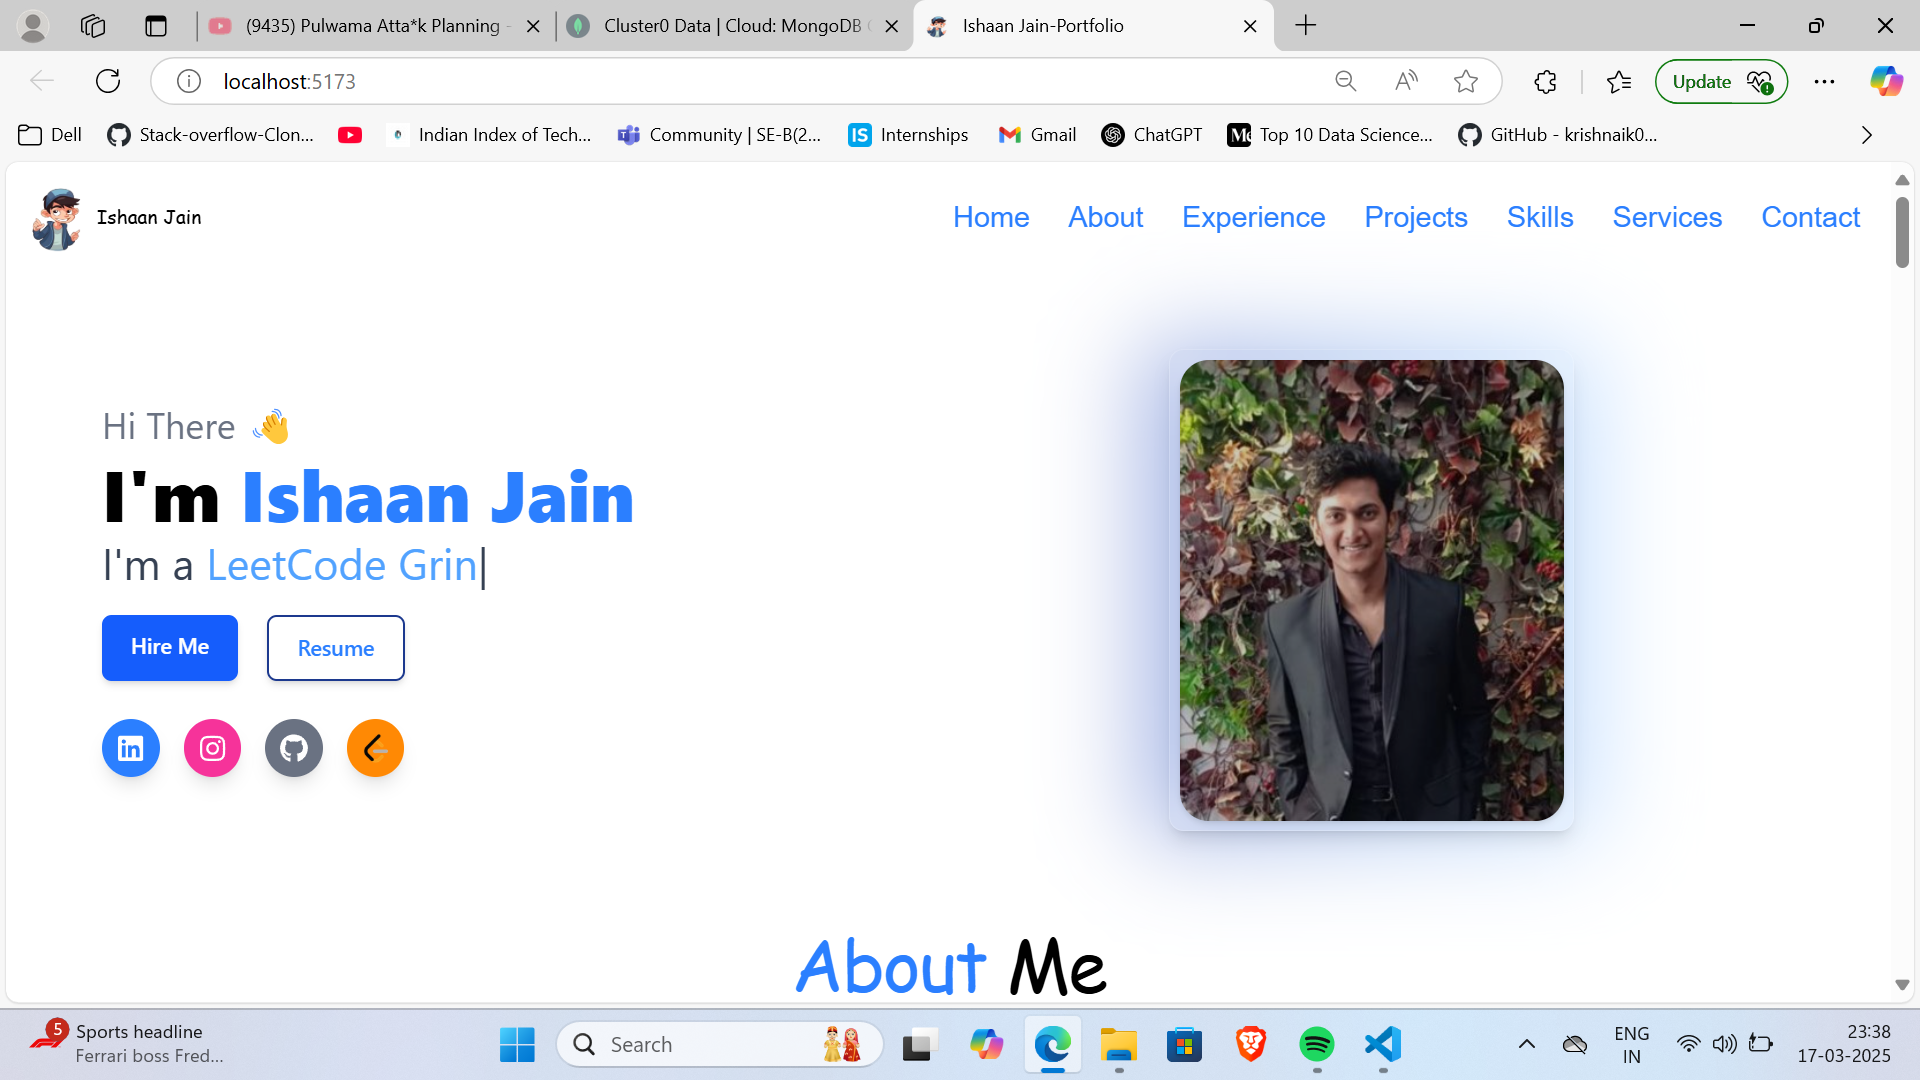 (9435) Pulwama Atta*k Planning -
Cluster0 Data | Cloud: MongoDB
Ishaan Jain-Portfolio
localhost:5173
Update
Dell
Stack-overflow-Clon...
Indian Index of Tech...
Community | SE-B(2...
IS Internships
Gmail
ChatGPT
Top 10 Data Science...
GitHub - krishnaik0...
Ishaan Jain
Home
About
Experience
Projects
Skills
Services
Contact
Hi There 👋
I'm Ishaan Jain
I'm a LeetCode Grin|
Hire Me
Resume
About Me
5
Sports headline
Ferrari boss Fred...
Search
ENG
IN
23:38
17-03-2025